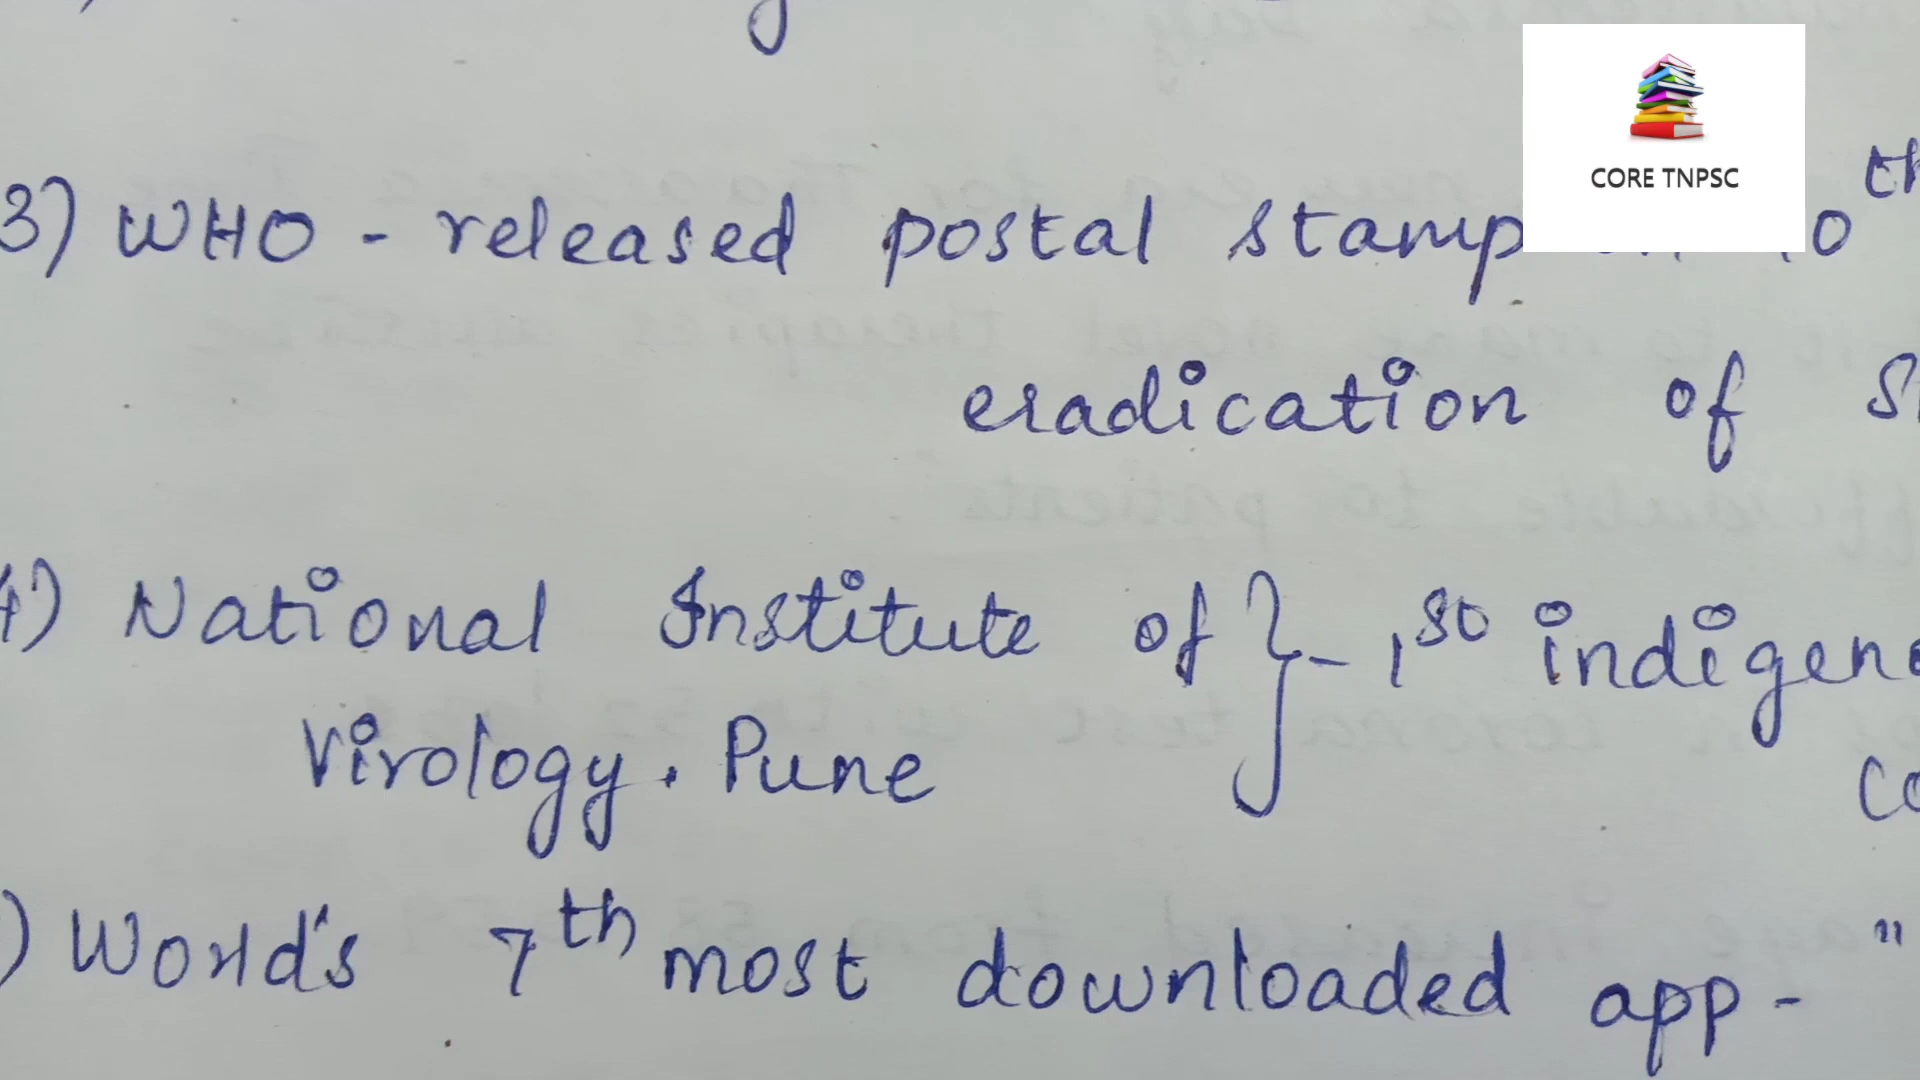 CORE TNPSC
3) WHO - released postal stamp
eradication of
4) National Institute of } - 1st
Virology. Pune
) World's 7th most downloaded app - "